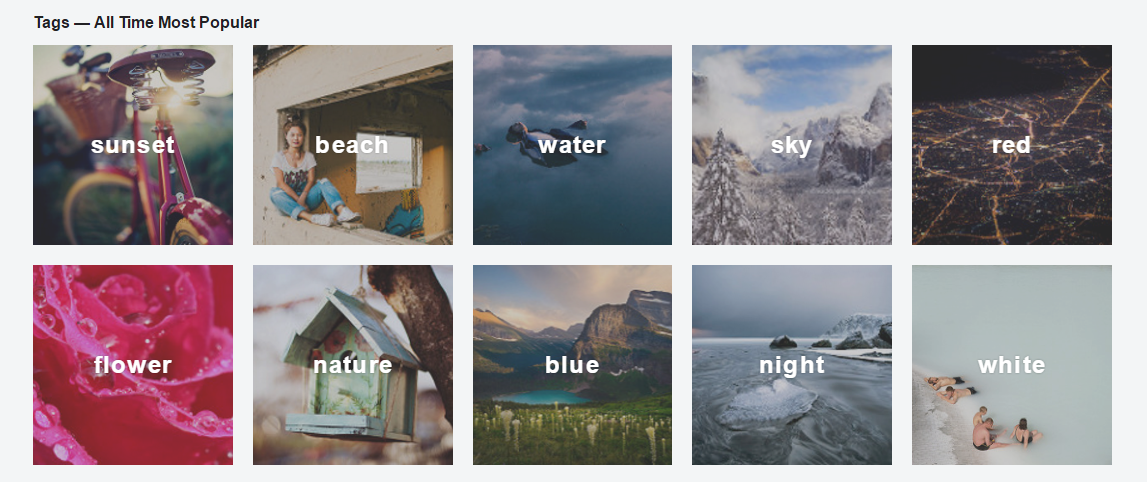 Tags — All Time Most Popular
sunset
beach
water
sky
red
flower
nature
blue
night
white